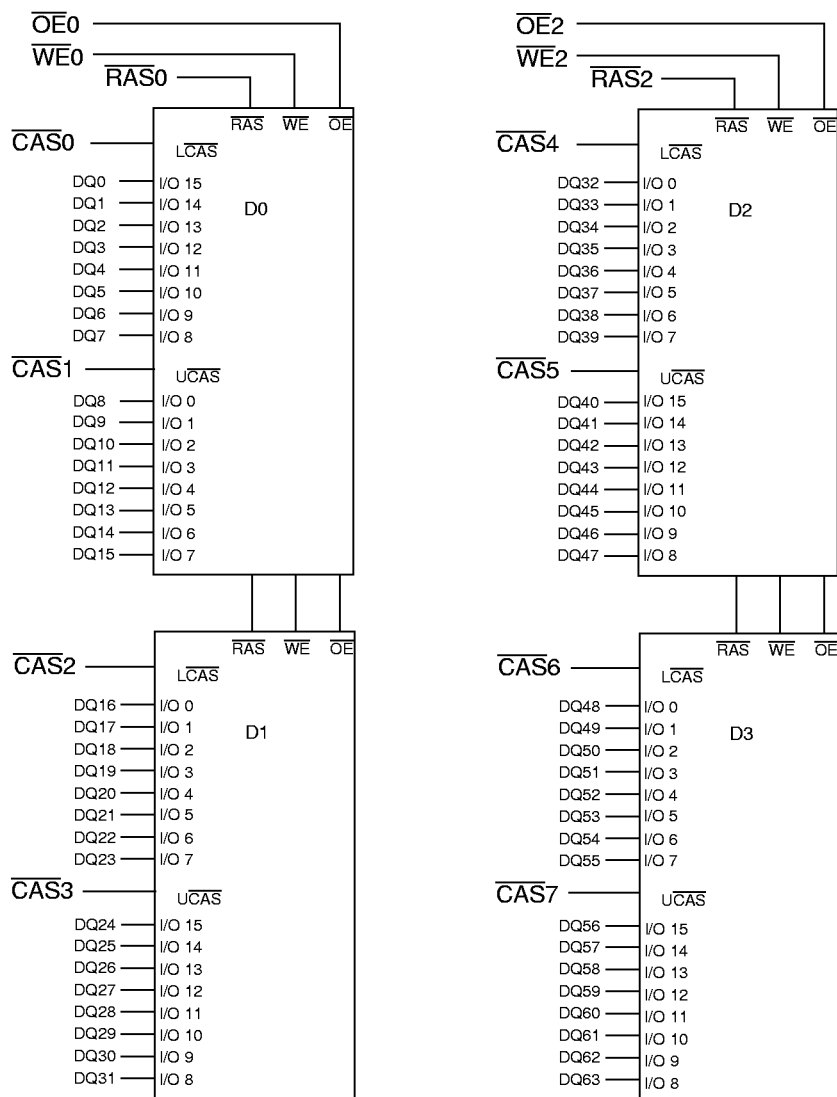 OE0
WE0
RAS0
RAS WE OE
CAS0
LCAS
DQ0 I/O 15
DQ1 I/O 14
D0
DQ2 I/O 13
DQ3 I/O 12
DQ4 I/O 11
DQ5 I/O 10
DQ6 I/O 9
DQ7 I/O 8
CAS1
UCAS
DQ8 I/O 0
DQ9 I/O 1
DQ10 I/O 2
DQ11 I/O 3
DQ12 I/O 4
DQ13 I/O 5
DQ14 I/O 6
DQ15 I/O 7
RAS WE OE
CAS2
LCAS
DQ16 I/O 0
DQ17 I/O 1
D1
DQ18 I/O 2
DQ19 I/O 3
DQ20 I/O 4
DQ21 I/O 5
DQ22 I/O 6
DQ23 I/O 7
CAS3
UCAS
DQ24 I/O 15
DQ25 I/O 14
DQ26 I/O 13
DQ27 I/O 12
DQ28 I/O 11
DQ29 I/O 10
DQ30 I/O 9
DQ31 I/O 8
OE2
WE2
RAS2
RAS WE OE
CAS4
LCAS
DQ32 I/O 0
DQ33 I/O 1
D2
DQ34 I/O 2
DQ35 I/O 3
DQ36 I/O 4
DQ37 I/O 5
DQ38 I/O 6
DQ39 I/O 7
CAS5
UCAS
DQ40 I/O 15
DQ41 I/O 14
DQ42 I/O 13
DQ43 I/O 12
DQ44 I/O 11
DQ45 I/O 10
DQ46 I/O 9
DQ47 I/O 8
RAS WE OE
CAS6
LCAS
DQ48 I/O 0
DQ49 I/O 1
D3
DQ50 I/O 2
DQ51 I/O 3
DQ52 I/O 4
DQ53 I/O 5
DQ54 I/O 6
DQ55 I/O 7
CAS7
UCAS
DQ56 I/O 15
DQ57 I/O 14
DQ58 I/O 13
DQ59 I/O 12
DQ60 I/O 11
DQ61 I/O 10
DQ62 I/O 9
DQ63 I/O 8